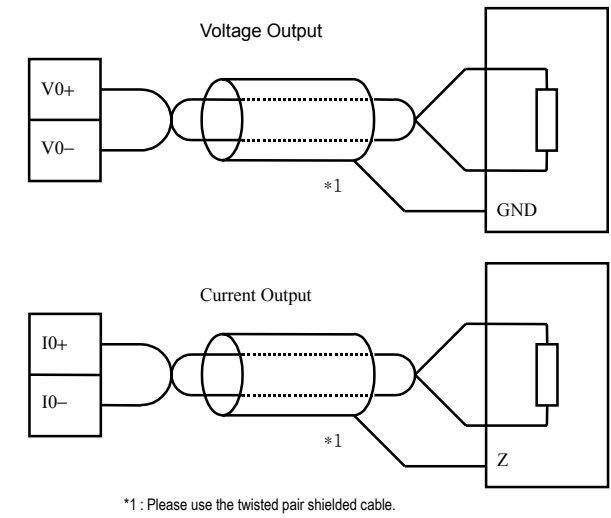 Voltage Output
V0+
V0−
*1
GND
Current Output
I0+
I0−
*1
Z
*1 : Please use the twisted pair shielded cable.